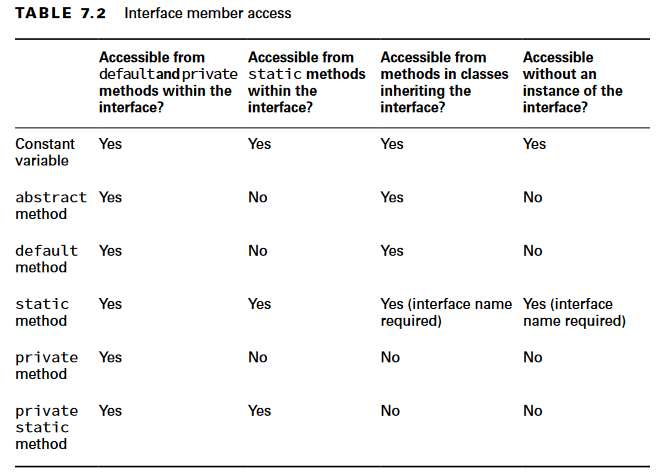 TABLE 7.2 Interface member access
Accessible from Accessible from Accessible from Accessible
default and private static methods methods in classes without an
methods within the within the inheriting the instance of the
interface? interface? interface? interface?
Constant Yes Yes Yes Yes
variable
abstract Yes No Yes No
method
default Yes No Yes No
method
static Yes Yes Yes (interface name Yes (interface
method required) name required)
private Yes No No No
method
private Yes Yes No No
static
method